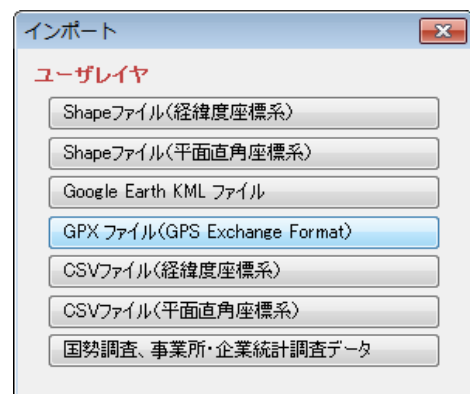 インポート
ユーザレイヤ
Shapeファイル(経緯度座標系)
Shapeファイル(平面直角座標系)
Google Earth KML ファイル
GPX ファイル(GPS Exchange Format)
CSVファイル(経緯度座標系)
CSVファイル(平面直角座標系)
国勢調査、事業所・企業統計調査データ